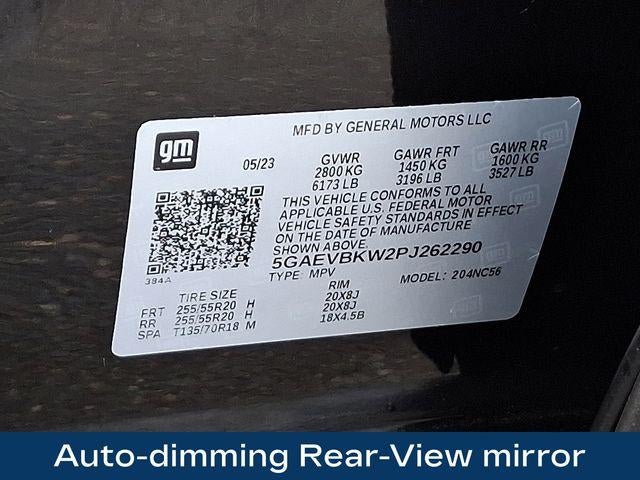 gm
MFD BY GENERAL MOTORS LLC
05/23
GVWR GAWR FRT GAWR RR
2800 KG 1450 KG 1600 KG
6173 LB 3196 LB 3527 LB
THIS VEHICLE CONFORMS TO ALL
APPLICABLE U.S. FEDERAL MOTOR
VEHICLE SAFETY STANDARDS IN EFFECT
ON THE DATE OF MANUFACTURE
SHOWN ABOVE.
384A
5GAEVBKW2PJ262290
TYPE: MPV MODEL: 204NC56
TIRE SIZE RIM
FRT 255/55R20 H 20X8J
RR 255/55R20 H 20X8J
SPA T135/70R18 M 18X4.5B
Auto-dimming Rear-View mirror